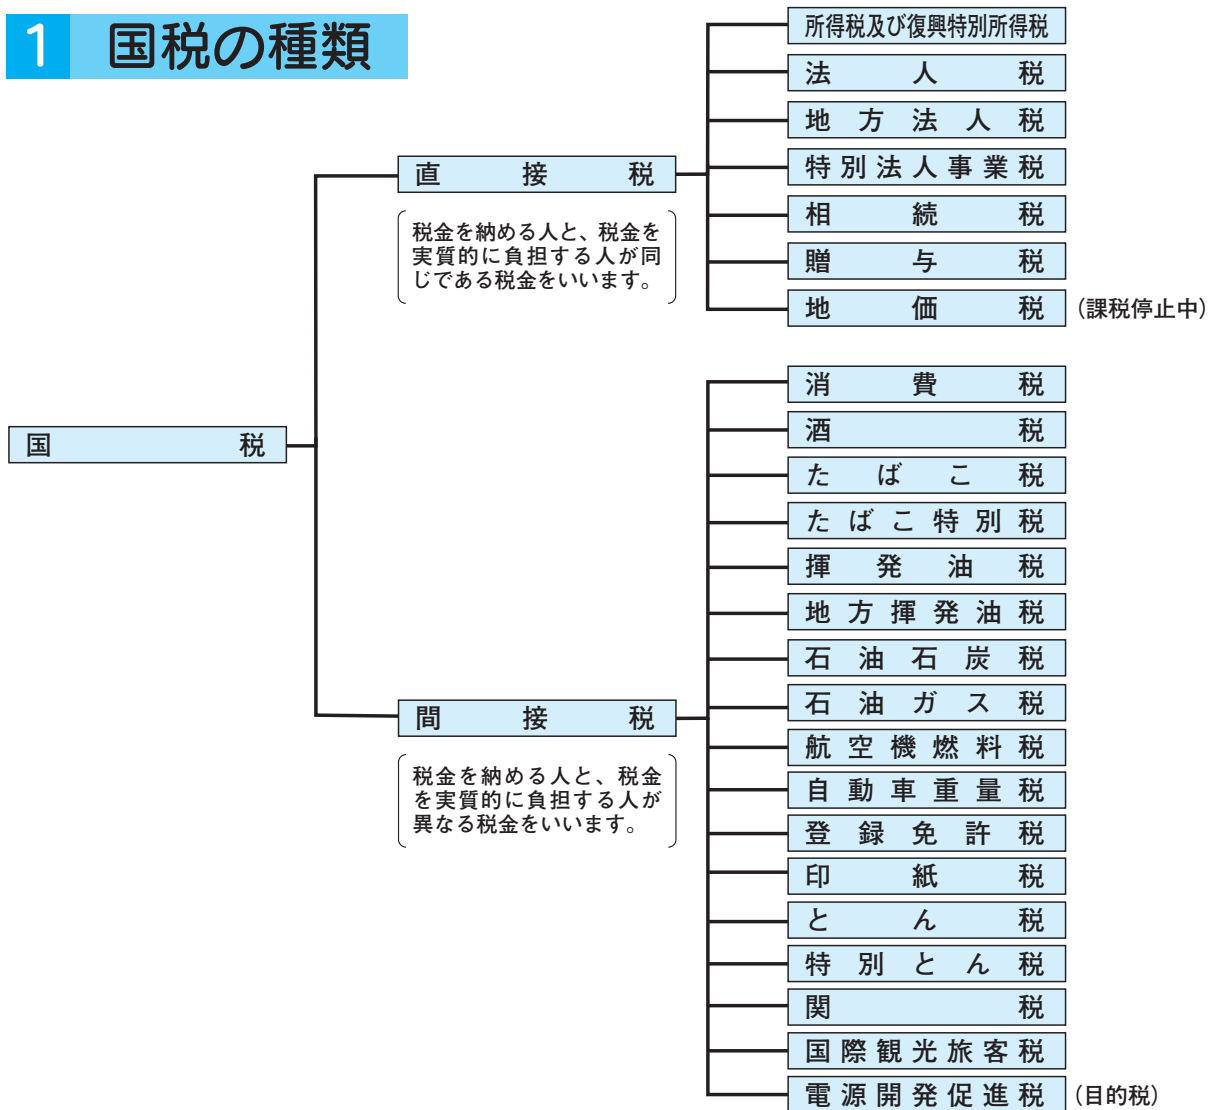 1 国税の種類
所得税及び復興特別所得税
法人税
地方法人税
直接税
特別法人事業税
税金を納める人と、税金を
実質的に負担する人が同
じである税金をいいます。
相続税
贈与税
地価税 (課税停止中)
国税
消費税
酒税
たばこ税
たばこ特別税
揮発油税
地方揮発油税
石油石炭税
間接税
石油ガス税
税金を納める人と、税金
を実質的に負担する人が
異なる税金をいいます。
航空機燃料税
自動車重量税
登録免許税
印紙税
とん税
特別とん税
関税
国際観光旅客税
電源開発促進税 (目的税)